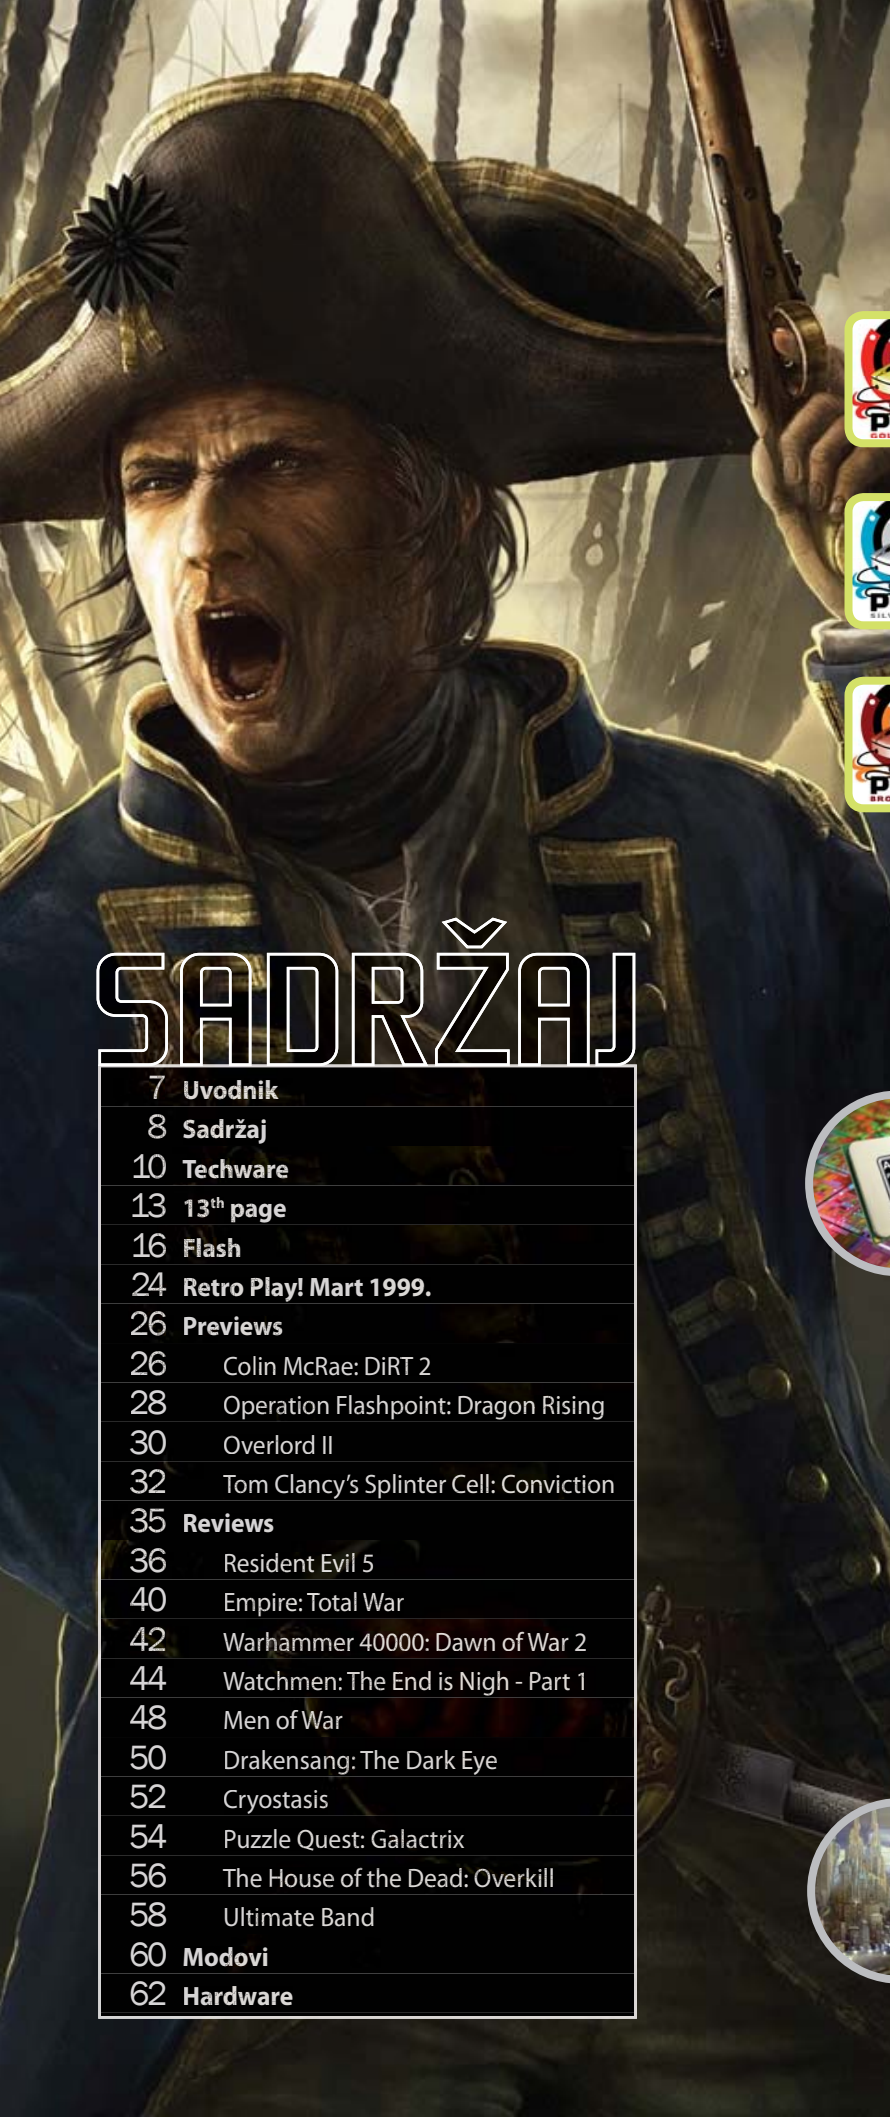 SADRŽAJ
7 Uvodnik
8 Sadržaj
10 Techware
13 13th page
16 Flash
24 Retro Play! Mart 1999.
26 Previews
26 Colin McRae: DiRT 2
28 Operation Flashpoint: Dragon Rising
30 Overlord II
32 Tom Clancy’s Splinter Cell: Conviction
35 Reviews
36 Resident Evil 5
40 Empire: Total War
42 Warhammer 40000: Dawn of War 2
44 Watchmen: The End is Nigh - Part 1
48 Men of War
50 Drakensang: The Dark Eye
52 Cryostasis
54 Puzzle Quest: Galactrix
56 The House of the Dead: Overkill
58 Ultimate Band
60 Modovi
62 Hardware